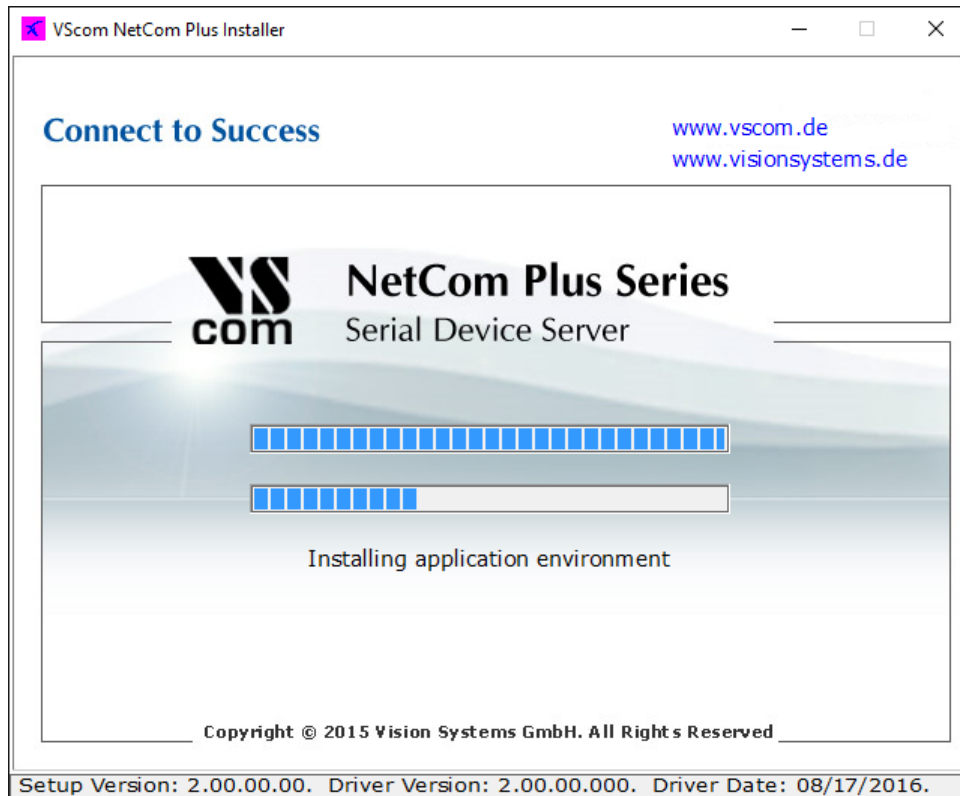 VScom NetCom Plus Installer
Connect to Success
www.vscom.de
www.visionsystems.de
VS
com
NetCom Plus Series
Serial Device Server
Installing application environment
Copyright © 2015 Vision Systems GmbH. All Rights Reserved
Setup Version: 2.00.00.00. Driver Version: 2.00.00.000. Driver Date: 08/17/2016.